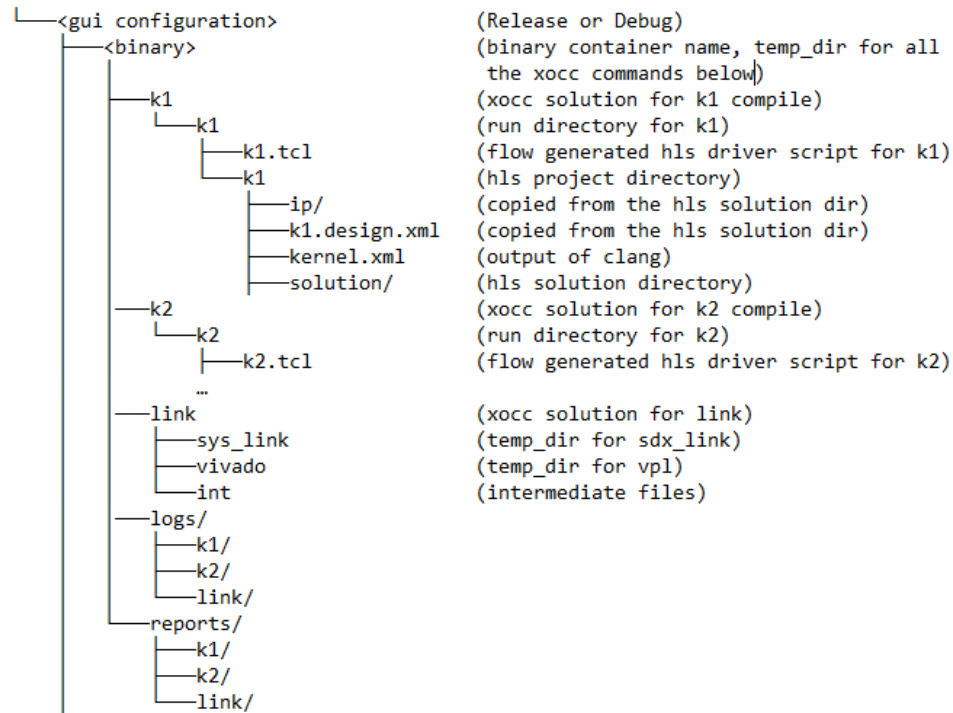 <gui configuration> (Release or Debug)
<binary> (binary container name, temp_dir for all
the xocc commands below)
k1 (xocc solution for k1 compile)
k1 (run directory for k1)
k1.tcl (flow generated hls driver script for k1)
k1 (hls project directory)
ip/ (copied from the hls solution dir)
k1.design.xml (copied from the hls solution dir)
kernel.xml (output of clang)
solution/ (hls solution directory)
k2 (xocc solution for k2 compile)
k2 (run directory for k2)
k2.tcl (flow generated hls driver script for k2)
…
link (xocc solution for link)
sys_link (temp_dir for sdx_link)
vivado (temp_dir for vpl)
int (intermediate files)
logs/
k1/
k2/
link/
reports/
k1/
k2/
link/